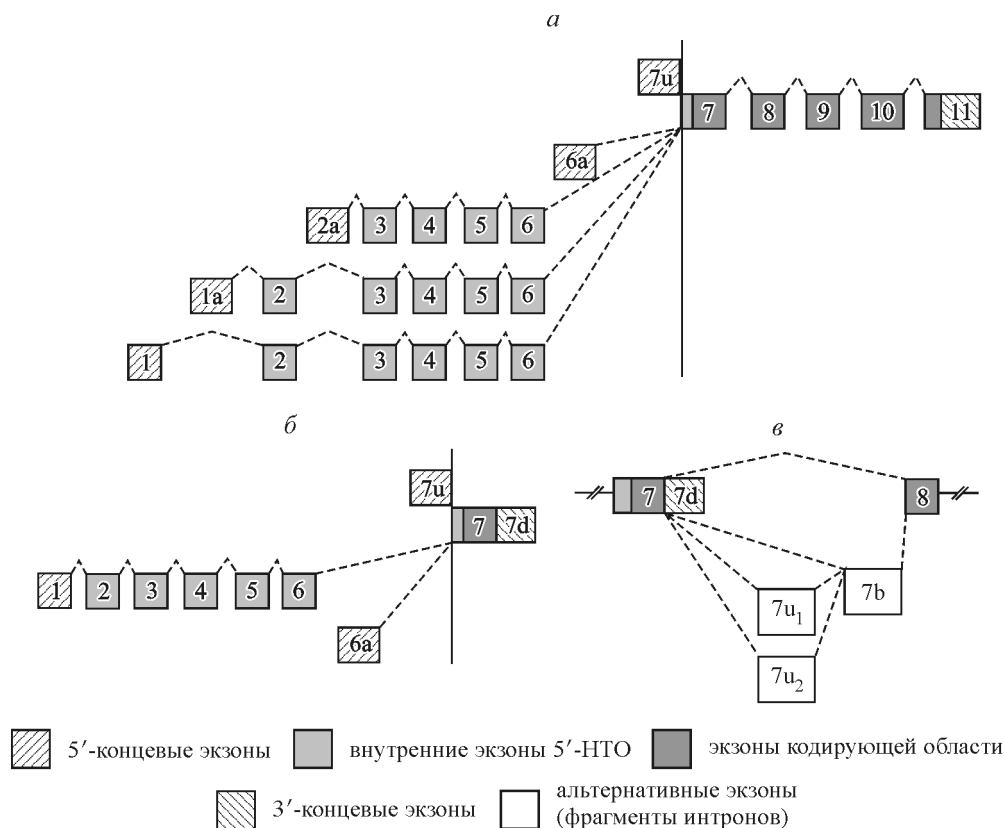 а
7u
7 8 9 10 11
6a
2a 3 4 5 6
1a 2 3 4 5 6
1 2 3 4 5 6
б
7u
7 7d
1 2 3 4 5 6
6a
в
7 7d 8
7b
7u₁
7u₂
5′-концевые экзоны
внутренние экзоны 5′-НТО
экзоны кодирующей области
3′-концевые экзоны
альтернативные экзоны
(фрагменты интронов)